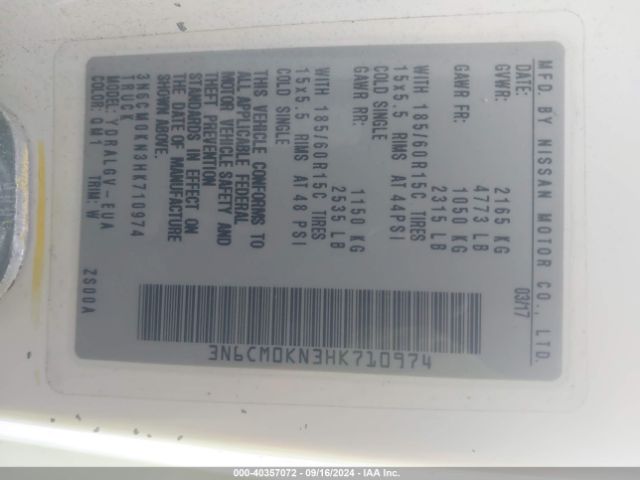 MFD. BY NISSAN MOTOR CO., LTD.
03/17
GVWR: 2165 KG
4773 LB
GAWR FR: 1050 KG
2315 LB
WITH 185/60R15C TIRES
15x5.5 RIMS AT 44PSI
COLD SINGLE
GAWR RR: 1150 KG
2535 LB
WITH 185/60R15C TIRES
15x5.5 RIMS AT 48 PSI
COLD SINGLE
THIS VEHICLE CONFORMS TO
ALL APPLICABLE FEDERAL
MOTOR VEHICLE SAFETY AND
THEFT PREVENTION
STANDARDS IN EFFECT ON
THE DATE OF MANUFACTURE
SHOWN ABOVE.
3N6CM0KN3HK710974
TRUCK
MODEL: YDRALGV-EUA
COLOR: QM1 TRIM: W
ZS00A
3N6CM0KN3HK710974
000-40357072 - 09/16/2024 - IAA Inc.